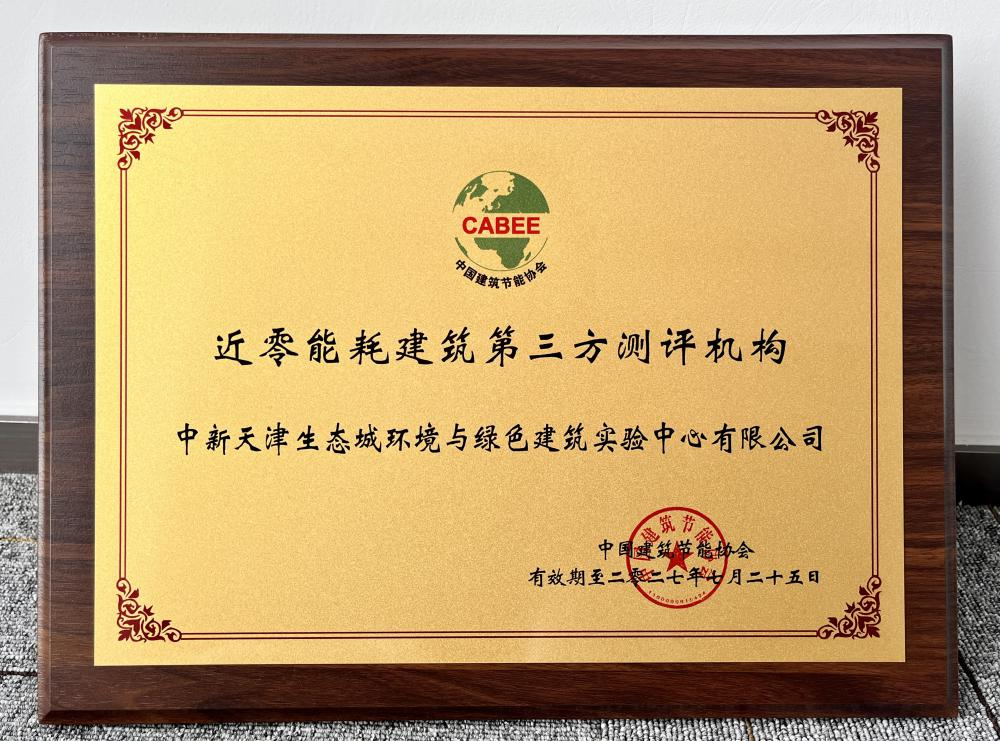 CABEE
中国建筑节能协会
近零能耗建筑第三方测评机构
中新天津生态城环境与绿色建筑实验中心有限公司
中国建筑节能协会
有效期至二零二七年七月二十五日